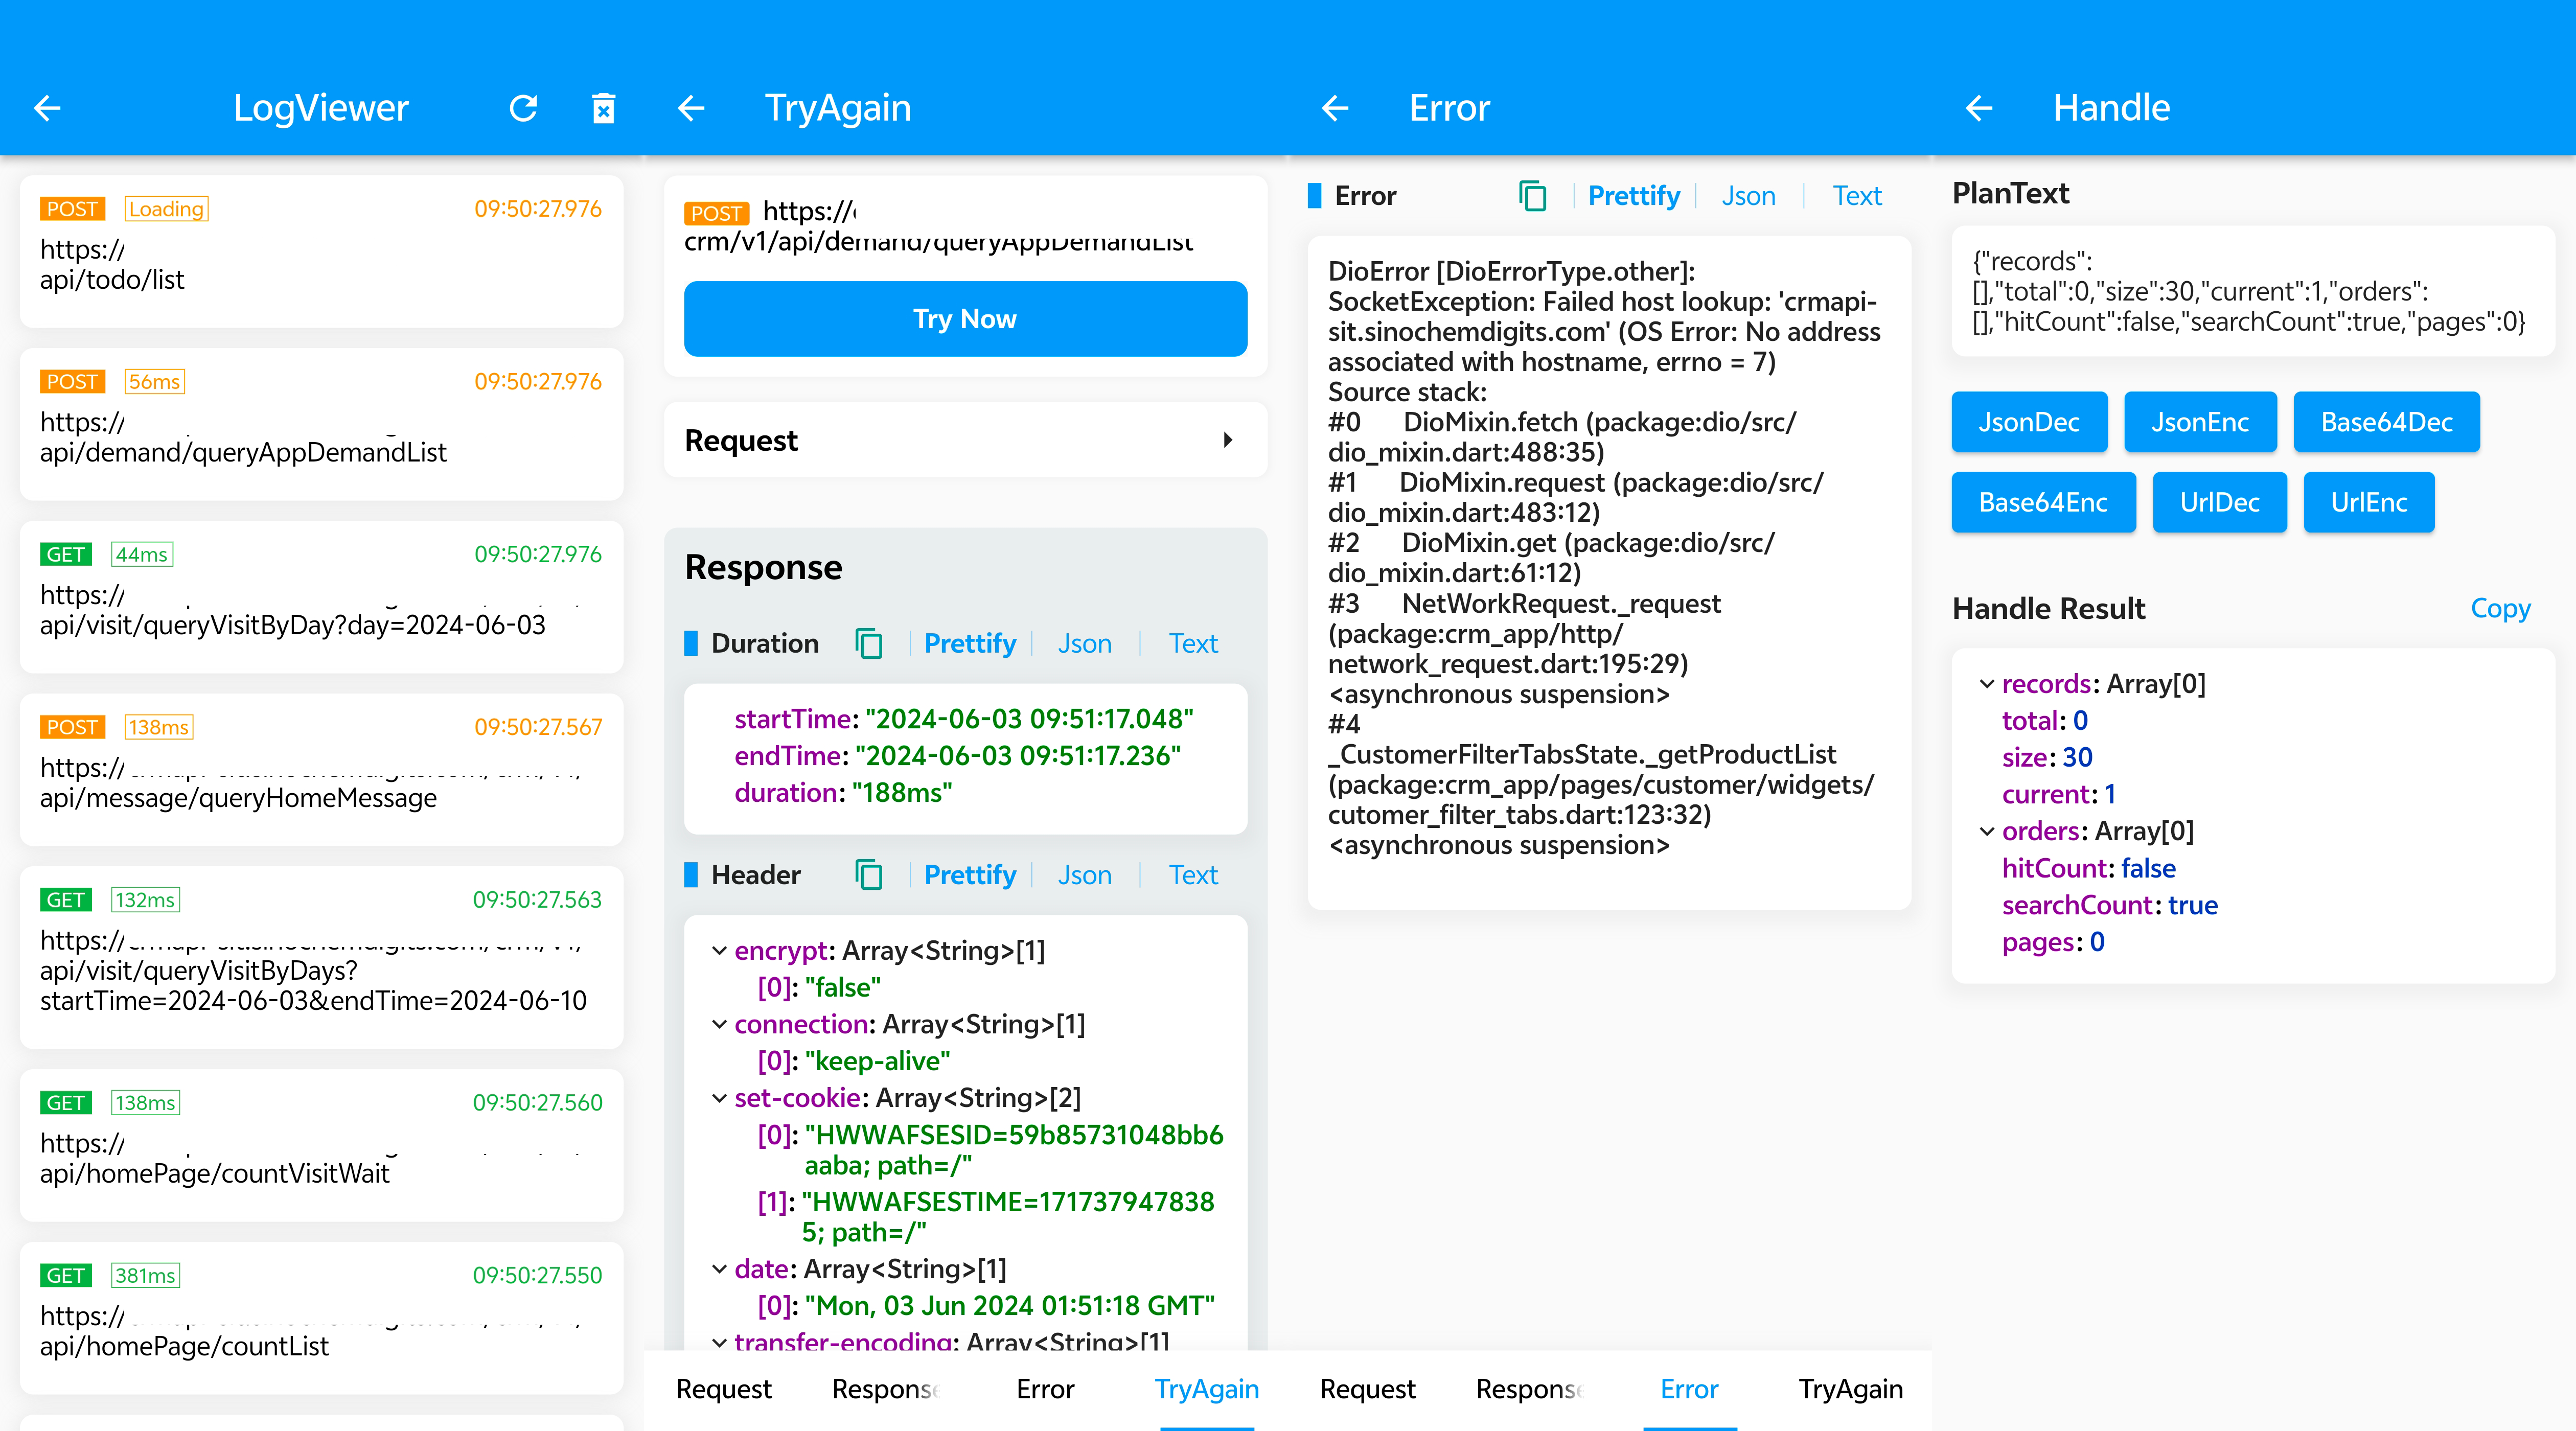 LogViewer
POST Loading 09:50:27.976
https://
api/todo/list
POST 56ms 09:50:27.976
https://
api/demand/queryAppDemandList
GET 44ms 09:50:27.976
https://
api/visit/queryVisitByDay?day=2024-06-03
POST 138ms 09:50:27.567
https://
api/message/queryHomeMessage
GET 132ms 09:50:27.563
https://
api/visit/queryVisitByDays?
startTime=2024-06-03&endTime=2024-06-10
GET 138ms 09:50:27.560
https://
api/homePage/countVisitWait
GET 381ms 09:50:27.550
https://
api/homePage/countList
TryAgain
POST https://
crm/v1/api/demand/queryAppDemandList
Try Now
Request
Response
Duration Prettify Json Text
startTime: "2024-06-03 09:51:17.048"
endTime: "2024-06-03 09:51:17.236"
duration: "188ms"
Header Prettify Json Text
encrypt: Array<String>[1]
[0]: "false"
connection: Array<String>[1]
[0]: "keep-alive"
set-cookie: Array<String>[2]
[0]: "HWWAFSESID=59b85731048bb6
aaba; path=/"
[1]: "HWWAFSESTIME=171737947838
5; path=/"
date: Array<String>[1]
[0]: "Mon, 03 Jun 2024 01:51:18 GMT"
transfer-encoding: Array<String>[1]
Request Response Error TryAgain
Error
Error Prettify Json Text
DioError [DioErrorType.other]:
SocketException: Failed host lookup: 'crmapi-
sit.sinochemdigits.com' (OS Error: No address
associated with hostname, errno = 7)
Source stack:
#0 DioMixin.fetch (package:dio/src/
dio_mixin.dart:488:35)
#1 DioMixin.request (package:dio/src/
dio_mixin.dart:483:12)
#2 DioMixin.get (package:dio/src/
dio_mixin.dart:61:12)
#3 NetWorkRequest._request
(package:crm_app/http/
network_request.dart:195:29)
<asynchronous suspension>
#4
_CustomerFilterTabsState._getProductList
(package:crm_app/pages/customer/widgets/
cutomer_filter_tabs.dart:123:32)
<asynchronous suspension>
Request Response Error TryAgain
Handle
PlanText
{"records":
[],"total":0,"size":30,"current":1,"orders":
[],"hitCount":false,"searchCount":true,"pages":0}
JsonDec JsonEnc Base64Dec
Base64Enc UrlDec UrlEnc
Handle Result Copy
records: Array[0]
total: 0
size: 30
current: 1
orders: Array[0]
hitCount: false
searchCount: true
pages: 0